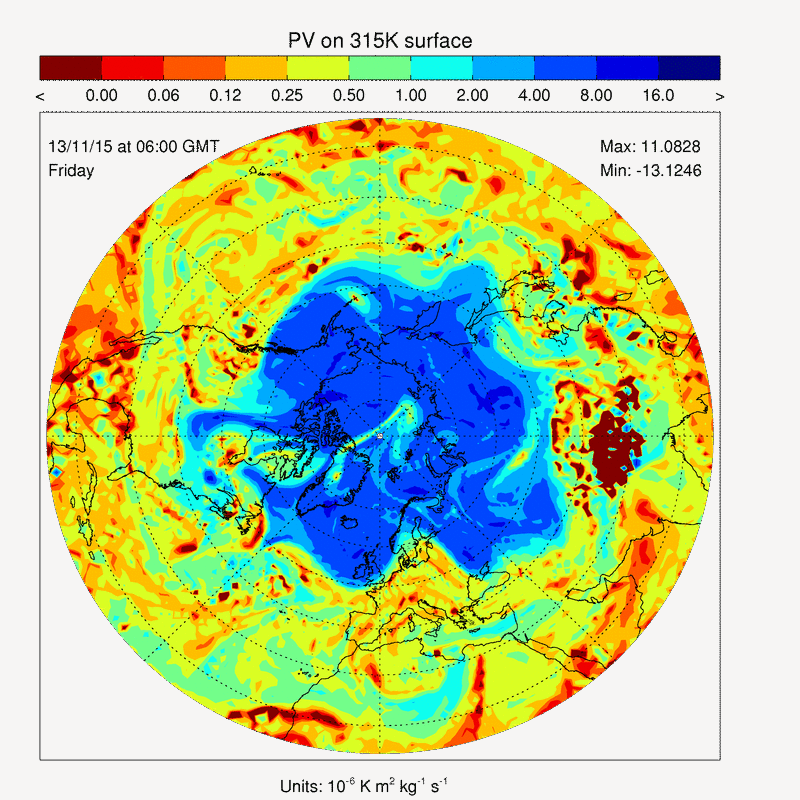 PV on 315K surface
< 0.00 0.06 0.12 0.25 0.50 1.00 2.00 4.00 8.00 16.0 >
13/11/15 at 06:00 GMT Max: 11.0828
Friday Min: -13.1246
Units: 10⁻⁶ K m² kg⁻¹ s⁻¹